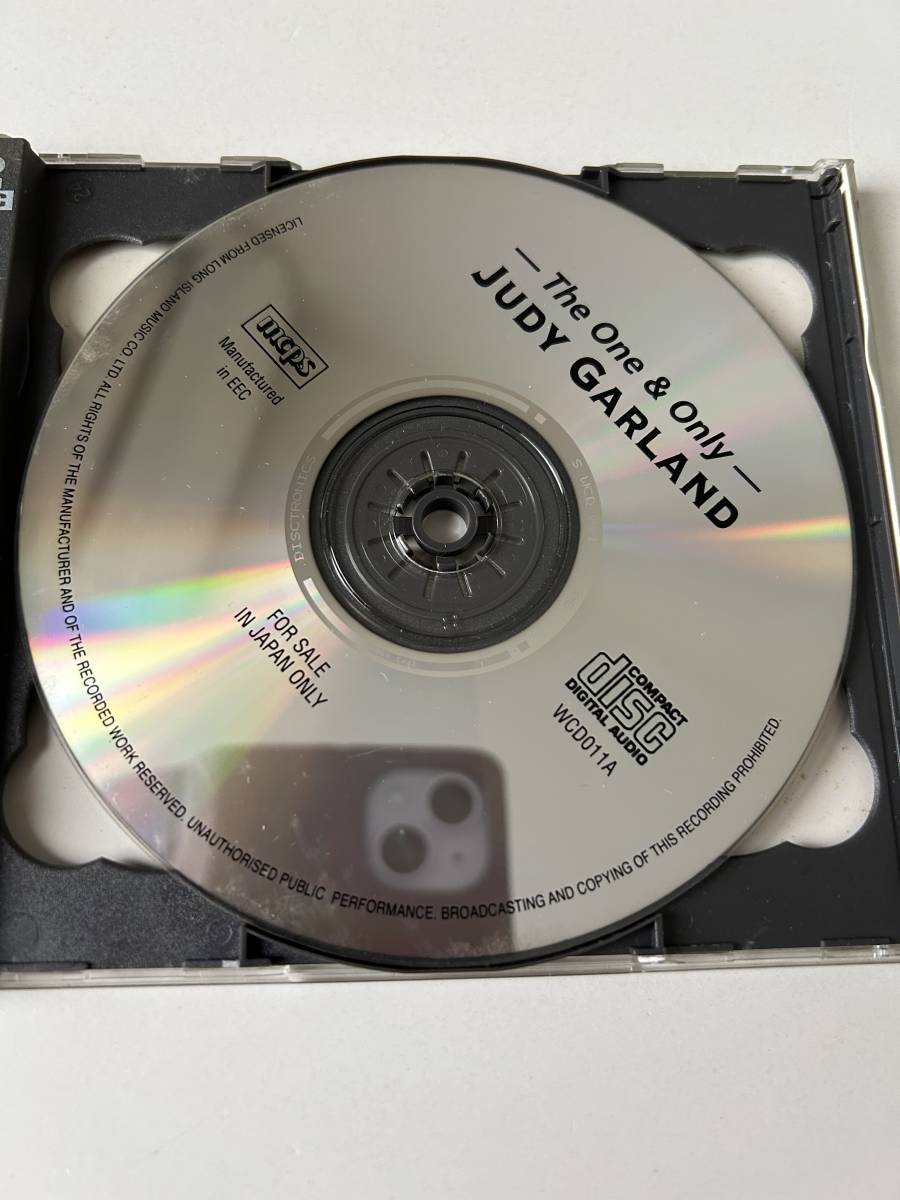 — The One & Only —
JUDY GARLAND
mcps
Manufactured
in EEC
FOR SALE
IN JAPAN ONLY
COMPACT
disc
DIGITAL AUDIO
WCD011A
LICENSED FROM LONG ISLAND MUSIC CO. LTD. ALL RIGHTS OF THE MANUFACTURER AND OF THE RECORDED WORK RESERVED. UNAUTHORISED PUBLIC PERFORMANCE. BROADCASTING AND COPYING OF THIS RECORDING PROHIBITED.
DISCTRONICS